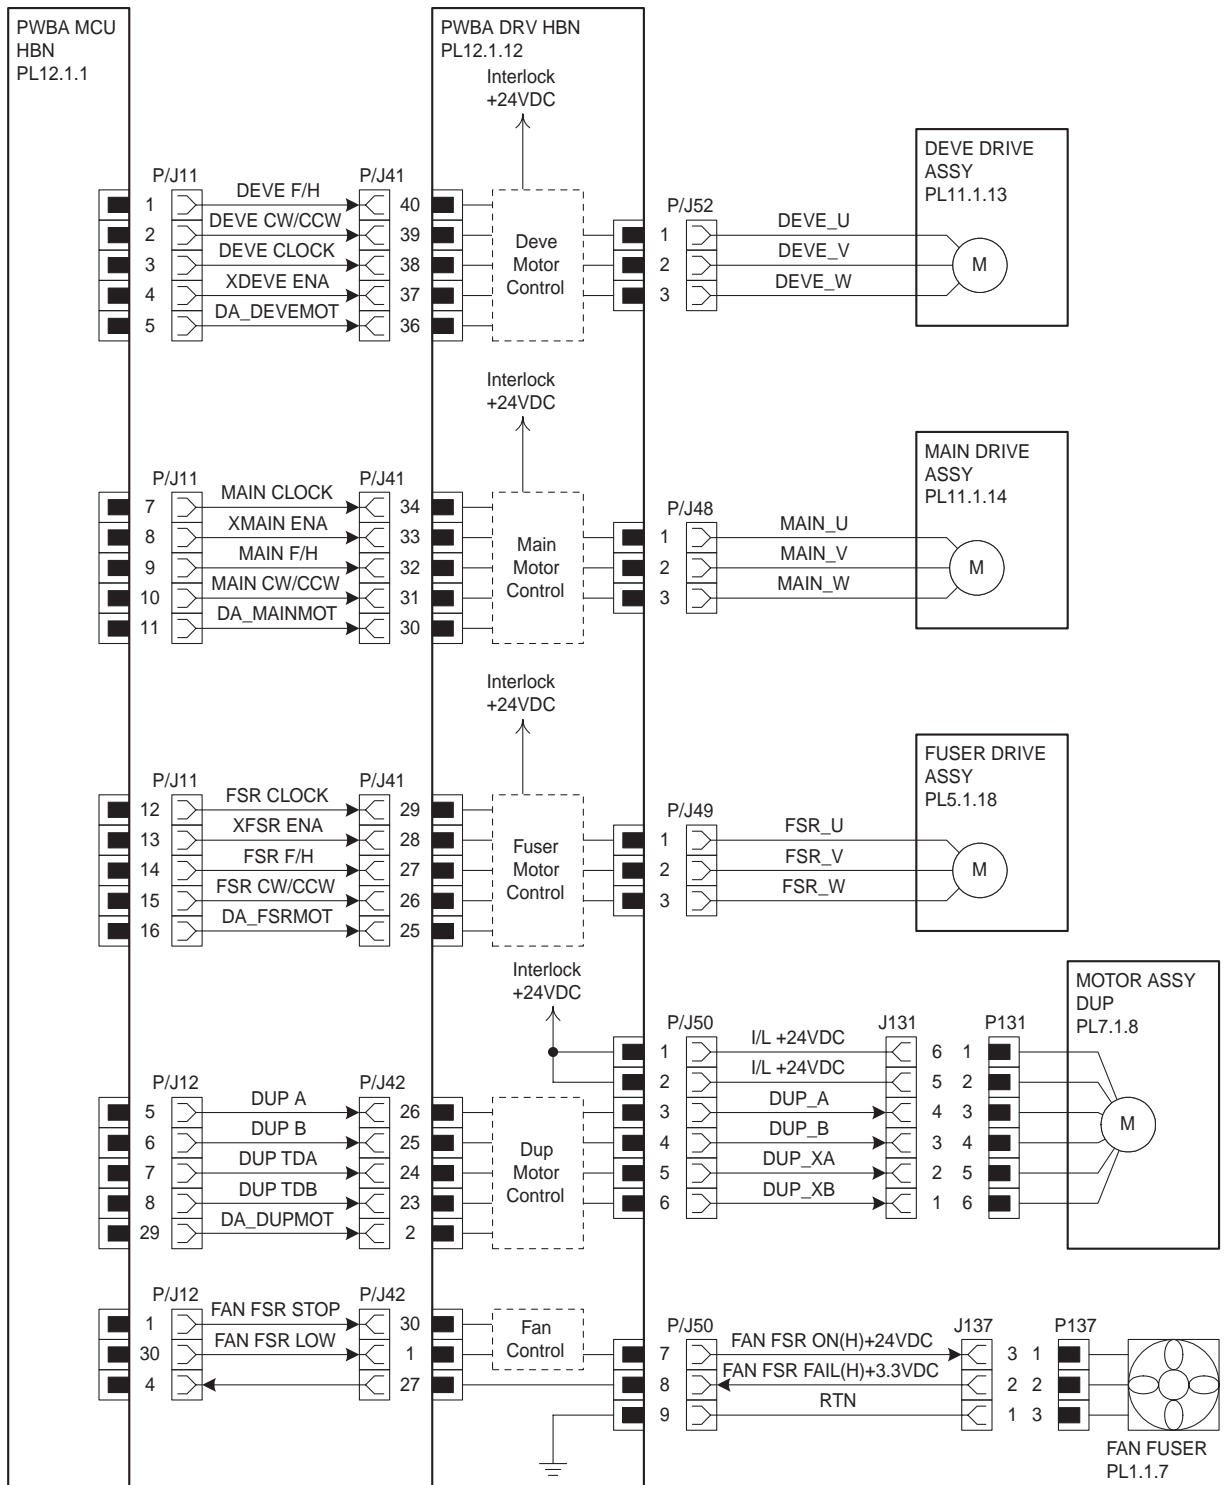 PWBA MCU
HBN
PL12.1.1
PWBA DRV HBN
PL12.1.12
Interlock
+24VDC
DEVE DRIVE
ASSY
PL11.1.13
P/J11
P/J41
1 DEVE F/H 40
2 DEVE CW/CCW 39
3 DEVE CLOCK 38
4 XDEVE ENA 37
5 DA_DEVEMOT 36
Deve
Motor
Control
P/J52
1 DEVE_U
2 DEVE_V
3 DEVE_W
M
Interlock
+24VDC
MAIN DRIVE
ASSY
PL11.1.14
P/J11
P/J41
7 MAIN CLOCK 34
8 XMAIN ENA 33
9 MAIN F/H 32
10 MAIN CW/CCW 31
11 DA_MAINMOT 30
Main
Motor
Control
P/J48
1 MAIN_U
2 MAIN_V
3 MAIN_W
M
Interlock
+24VDC
FUSER DRIVE
ASSY
PL5.1.18
P/J11
P/J41
12 FSR CLOCK 29
13 XFSR ENA 28
14 FSR F/H 27
15 FSR CW/CCW 26
16 DA_FSRMOT 25
Fuser
Motor
Control
P/J49
1 FSR_U
2 FSR_V
3 FSR_W
M
Interlock
+24VDC
MOTOR ASSY
DUP
PL7.1.8
P/J12
P/J42
5 DUP A 26
6 DUP B 25
7 DUP TDA 24
8 DUP TDB 23
29 DA_DUPMOT 2
Dup
Motor
Control
P/J50
J131
P131
1 I/L +24VDC 6 1
2 I/L +24VDC 5 2
3 DUP_A 4 3
4 DUP_B 3 4
5 DUP_XA 2 5
6 DUP_XB 1 6
M
P/J12
P/J42
1 FAN FSR STOP 30
30 FAN FSR LOW 1
4 27
Fan
Control
P/J50
J137
P137
7 FAN FSR ON(H)+24VDC 3 1
8 FAN FSR FAIL(H)+3.3VDC 2 2
9 RTN 1 3
FAN FUSER
PL1.1.7